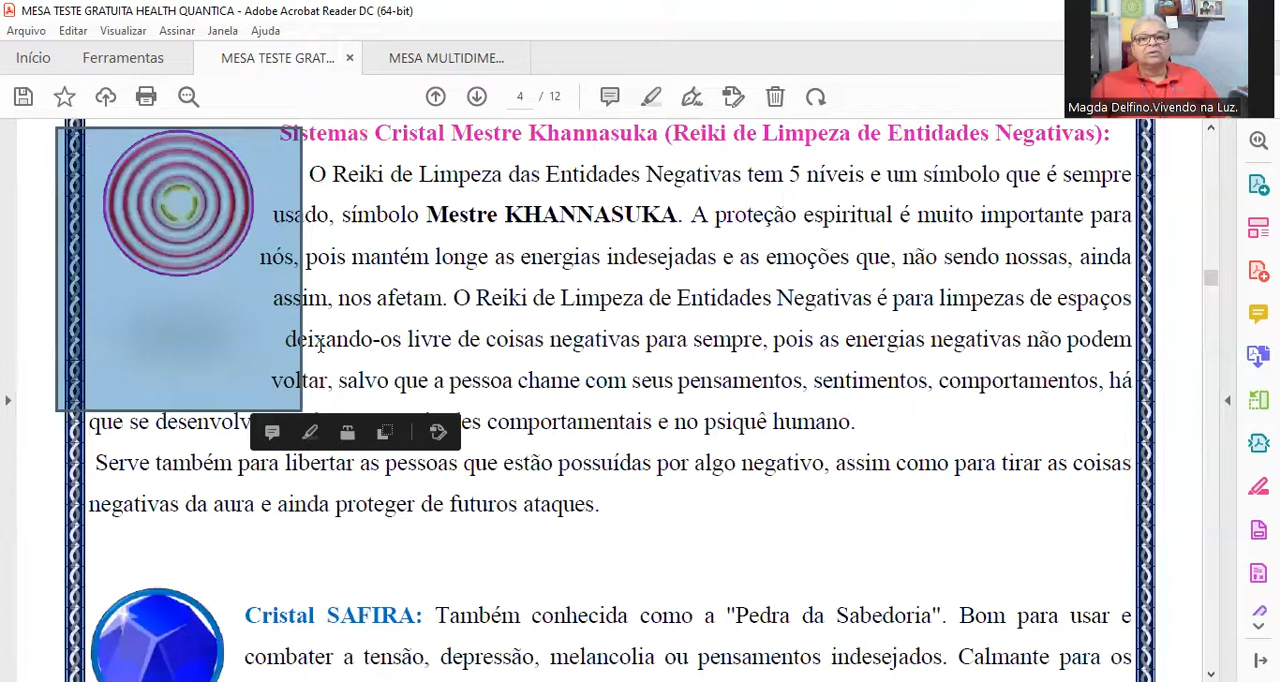 MESA TESTE GRATUITA HEALTH QUANTICA - Adobe Acrobat Reader DC (64-bit)
Arquivo Editar Visualizar Assinar Janela Ajuda
Início Ferramentas MESA TESTE GRAT... × MESA MULTIDIME...
4 / 12
Magda Delfino.Vivendo na Luz.
Sistemas Cristal Mestre Khannasuka (Reiki de Limpeza de Entidades Negativas):
O Reiki de Limpeza das Entidades Negativas tem 5 níveis e um símbolo que é sempre
usado, símbolo Mestre KHANNASUKA. A proteção espiritual é muito importante para
nós, pois mantém longe as energias indesejadas e as emoções que, não sendo nossas, ainda
assim, nos afetam. O Reiki de Limpeza de Entidades Negativas é para limpezas de espaços
deixando-os livre de coisas negativas para sempre, pois as energias negativas não podem
voltar, salvo que a pessoa chame com seus pensamentos, sentimentos, comportamentos, há
que se desenvolv es comportamentais e no psiquê humano.
Serve também para libertar as pessoas que estão possuídas por algo negativo, assim como para tirar as coisas
negativas da aura e ainda proteger de futuros ataques.
Cristal SAFIRA: Também conhecida como a "Pedra da Sabedoria". Bom para usar e
combater a tensão, depressão, melancolia ou pensamentos indesejados. Calmante para os